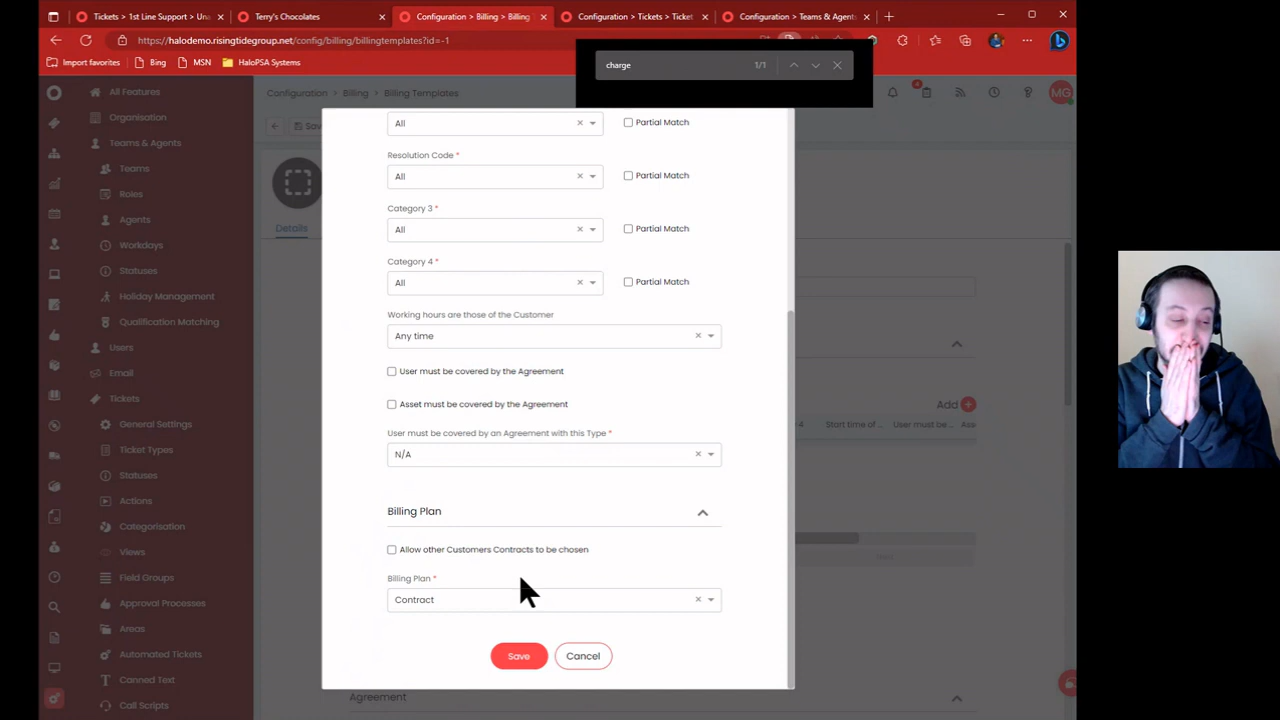 Tickets > 1st Line Support > Una
Terry's Chocolates
Configuration > Billing > Billing
Configuration > Tickets > Ticket
Configuration > Teams & Agents
https://halodemo.risingtidegroup.net/config/billing/billingtemplates?id=-1
Import favorites
Bing
MSN
HaloPSA Systems
charge
1/1
All Features
Organisation
Teams & Agents
Teams
Roles
Agents
Workdays
Statuses
Holiday Management
Qualification Matching
Users
Email
Tickets
General Settings
Ticket Types
Statuses
Actions
Categorisation
Views
Field Groups
Approval Processes
Areas
Automated Tickets
Canned Text
Call Scripts
Configuration > Billing > Billing Templates
4
MG
Sav
Details
All
Partial Match
Resolution Code *
All
Partial Match
Category 3 *
All
Partial Match
Category 4 *
All
Partial Match
Working hours are those of the Customer
Any time
User must be covered by the Agreement
Asset must be covered by the Agreement
User must be covered by an Agreement with this Type *
N/A
Billing Plan
Allow other Customers Contracts to be chosen
Billing Plan *
Contract
Save
Cancel
Add
4
Start time of ...
User must be ...
Ass
Agreement